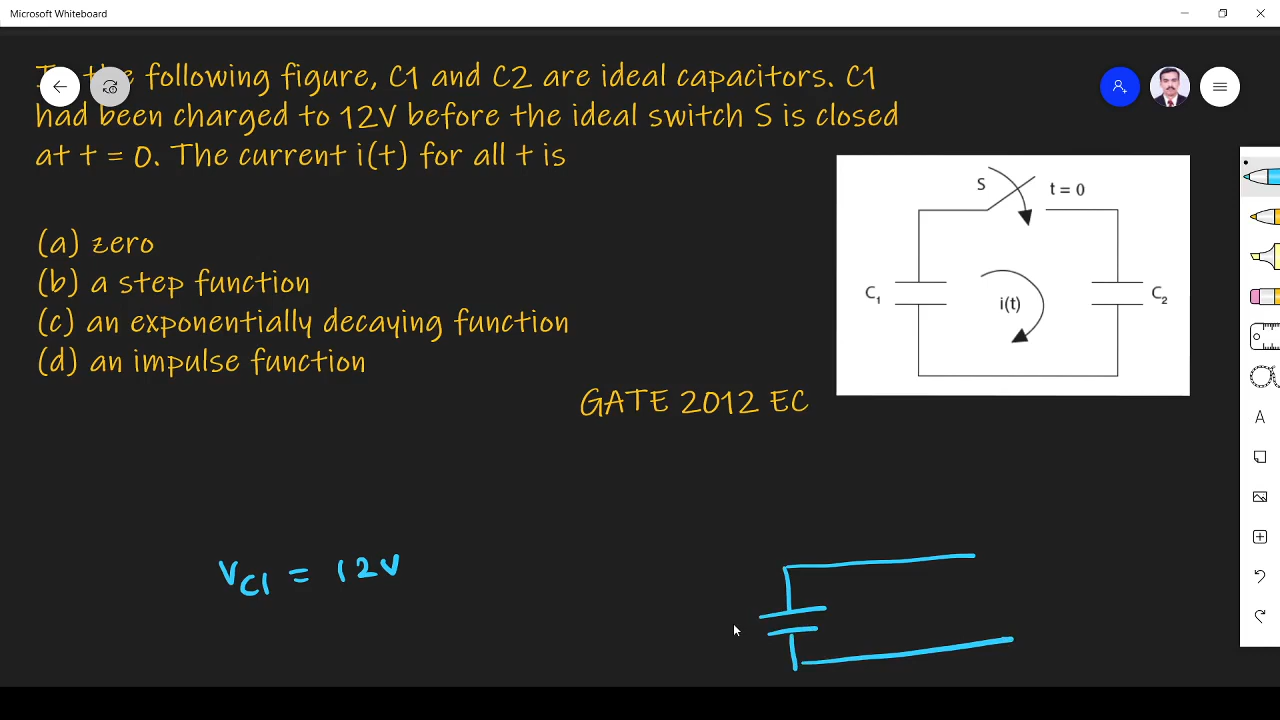 Microsoft Whiteboard
the following figure, C1 and C2 are ideal capacitors. C1
had been charged to 12V before the ideal switch S is closed
at t = 0. The current i(t) for all t is
(a) zero
(b) a step function
(c) an exponentially decaying function
(d) an impulse function
GATE 2012 EC
S
t = 0
C1
i(t)
C2
VC1 = 12V
A